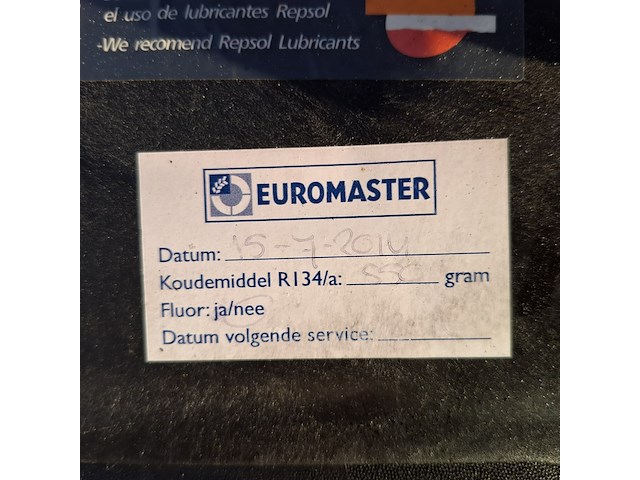 el uso de lubricantes Repsol
-We recomend Repsol Lubricants
EUROMASTER
Datum: 15-7-2014
Koudemiddel R134/a: 550 gram
Fluor: ja/nee
Datum volgende service: